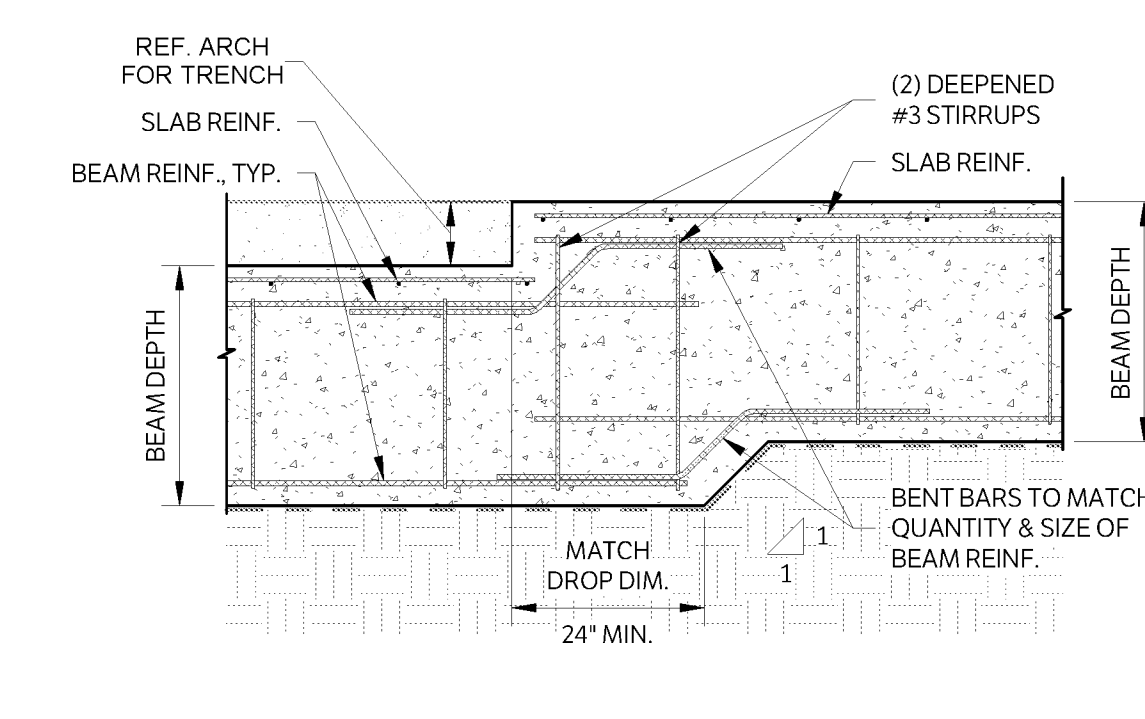 REF. ARCH
FOR TRENCH
SLAB REINF.
BEAM REINF., TYP.
(2) DEEPENED
#3 STIRRUPS
SLAB REINF.
BEAM DEPTH
BEAM DEPTH
BENT BARS TO MATCH
QUANTITY & SIZE OF
BEAM REINF.
1
1
MATCH
DROP DIM.
24" MIN.